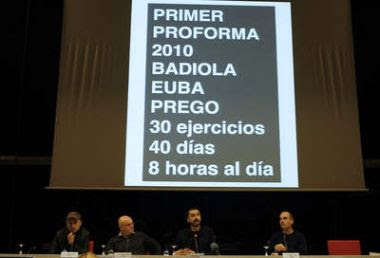 PRIMER
PROFORMA
2010
BADIOLA
EUBA
PREGO
30 ejercicios
40 días
8 horas al día